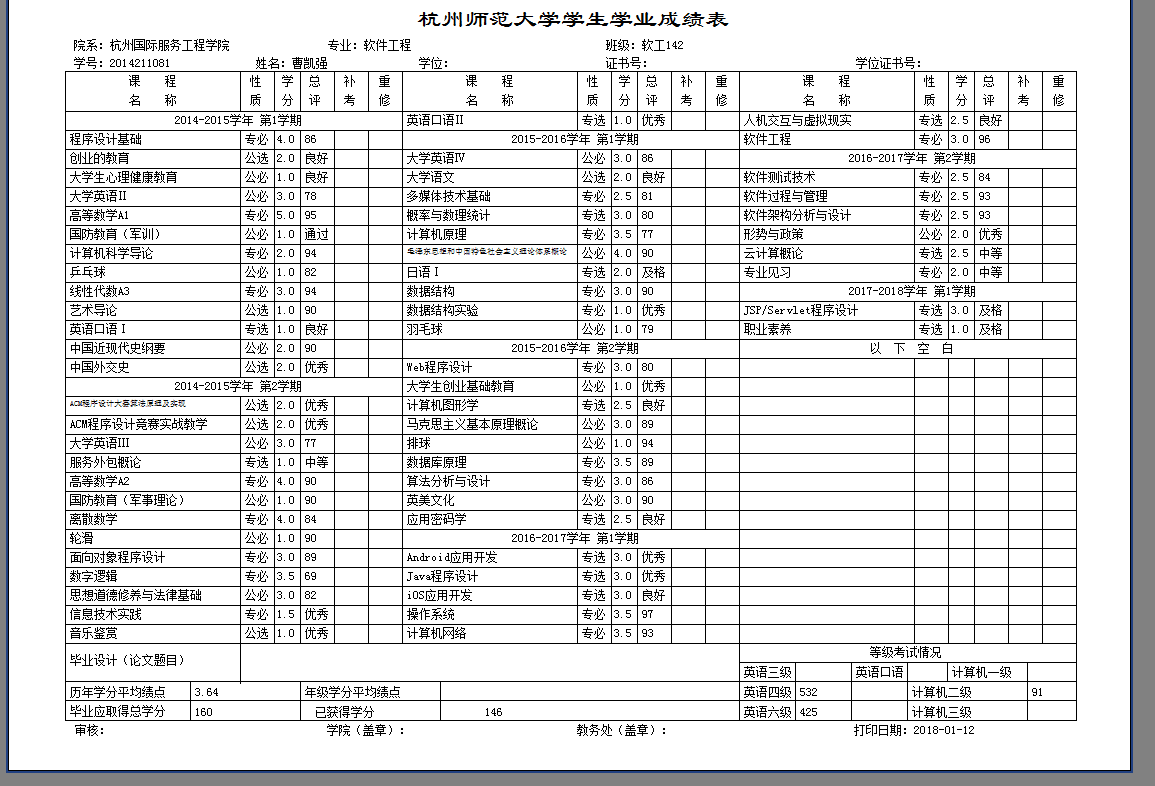 杭州师范大学学生学业成绩表
院系：杭州国际服务工程学院 专业：软件工程 班级：软工142
学号：2014211081 姓名：曹凯强 学位： 证书号： 学位证书号：
课 程 性 学 总 补 重 课 程 性 学 总 补 重 课 程 性 学 总 补 重
名 称 质 分 评 考 修 名 称 质 分 评 考 修 名 称 质 分 评 考 修
2014-2015学年 第1学期
程序设计基础 专必 4.0 86
创业的教育 公选 2.0 良好
大学生心理健康教育 公必 1.0 良好
大学英语II 公必 3.0 78
高等数学A1 专必 5.0 95
国防教育（军训） 公必 1.0 通过
计算机科学导论 专必 2.0 94
乒乓球 公必 1.0 82
线性代数A3 专必 3.0 94
艺术导论 公选 1.0 90
英语口语Ⅰ 专选 1.0 良好
中国近现代史纲要 公必 2.0 90
中国外交史 公选 2.0 优秀
2014-2015学年 第2学期
ACM程序设计大赛算法原理及实现 公选 2.0 优秀
ACM程序设计竞赛实战教学 公选 2.0 优秀
大学英语III 公必 3.0 77
服务外包概论 专选 1.0 中等
高等数学A2 专必 4.0 90
国防教育（军事理论） 公必 1.0 90
离散数学 专必 4.0 84
轮滑 公必 1.0 90
面向对象程序设计 专必 3.0 89
数字逻辑 专必 3.5 69
思想道德修养与法律基础 公必 3.0 82
信息技术实践 专必 1.5 优秀
音乐鉴赏 公选 1.0 优秀
英语口语II 专选 1.0 优秀
2015-2016学年 第1学期
大学英语IV 公必 3.0 86
大学语文 公选 2.0 良好
多媒体技术基础 专必 2.5 81
概率与数理统计 专选 3.0 80
计算机原理 专必 3.5 77
毛泽东思想和中国特色社会主义理论体系概论 公必 4.0 90
日语Ⅰ 专选 2.0 及格
数据结构 专必 3.0 90
数据结构实验 专必 1.0 优秀
羽毛球 公必 1.0 79
2015-2016学年 第2学期
Web程序设计 专必 3.0 80
大学生创业基础教育 公必 1.0 优秀
计算机图形学 专选 2.5 良好
马克思主义基本原理概论 公必 3.0 89
排球 公必 1.0 94
数据库原理 专必 3.5 89
算法分析与设计 专必 3.0 86
英美文化 公必 3.0 90
应用密码学 专选 2.5 良好
2016-2017学年 第1学期
Android应用开发 专选 3.0 优秀
Java程序设计 专选 3.0 优秀
iOS应用开发 专选 3.0 良好
操作系统 专必 3.5 97
计算机网络 专必 3.5 93
人机交互与虚拟现实 专选 2.5 良好
软件工程 专必 3.0 96
2016-2017学年 第2学期
软件测试技术 专必 2.5 84
软件过程与管理 专必 2.5 93
软件架构分析与设计 专必 2.5 93
形势与政策 公必 2.0 优秀
云计算概论 专选 2.5 中等
专业见习 专必 2.0 中等
2017-2018学年 第1学期
JSP/Servlet程序设计 专选 3.0 及格
职业素养 专选 1.0 及格
以 下 空 白
毕业设计（论文题目）
等级考试情况
英语三级 英语口语 计算机一级
历年学分平均绩点 3.64 年级学分平均绩点 英语四级 532 计算机二级 91
毕业应取得总学分 160 已获得学分 146 英语六级 425 计算机三级
审核： 学院（盖章）： 教务处（盖章）： 打印日期：2018-01-12